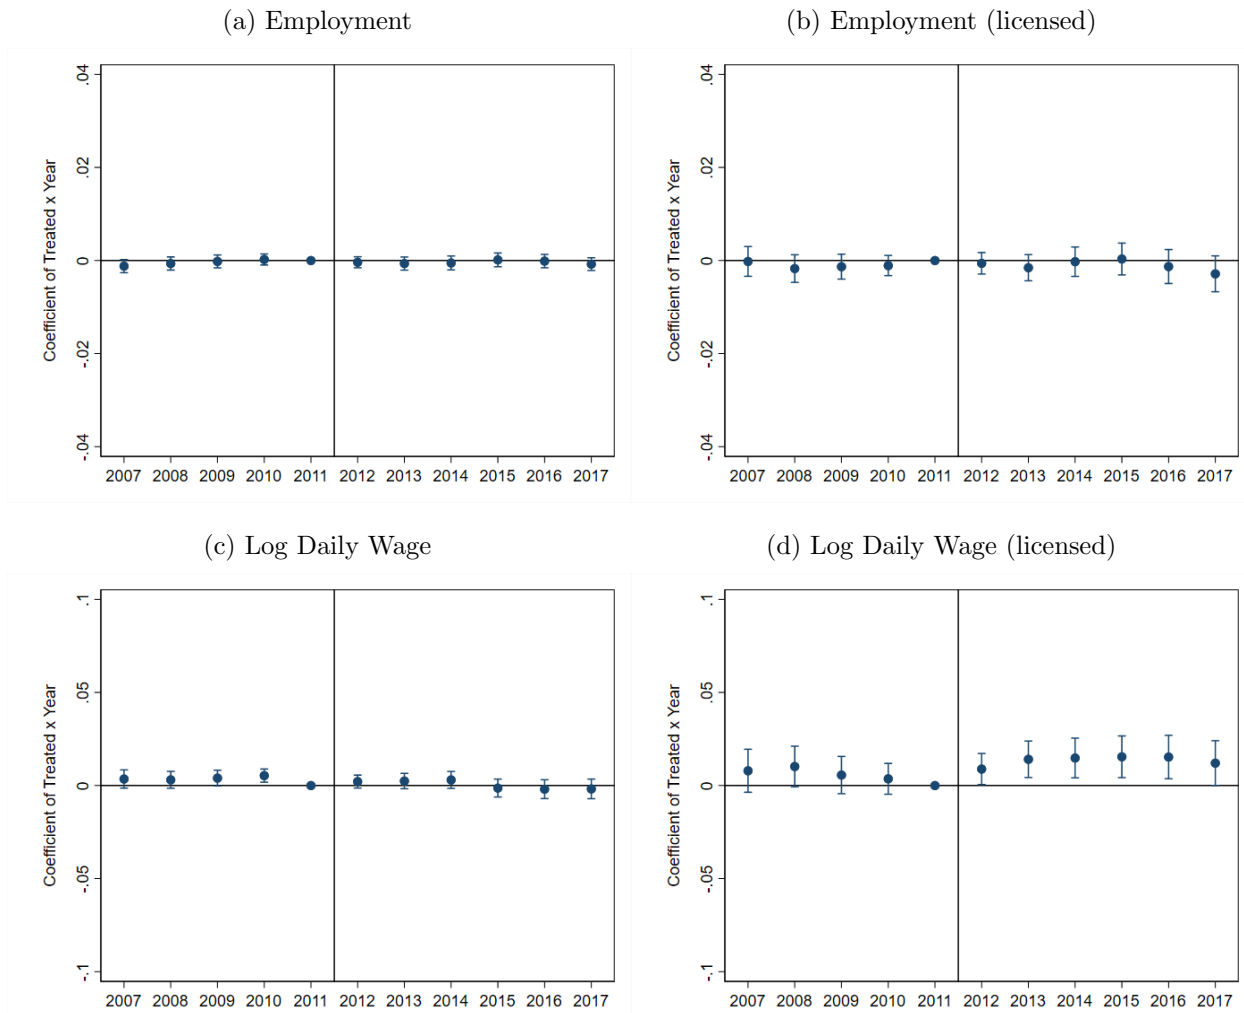 (a) Employment
Coefficient of Treated x Year
.04
.02
0
-.02
-.04
2007 2008 2009 2010 2011 2012 2013 2014 2015 2016 2017
(b) Employment (licensed)
Coefficient of Treated x Year
.04
.02
0
-.02
-.04
2007 2008 2009 2010 2011 2012 2013 2014 2015 2016 2017
(c) Log Daily Wage
Coefficient of Treated x Year
.1
.05
0
-.05
-.1
2007 2008 2009 2010 2011 2012 2013 2014 2015 2016 2017
(d) Log Daily Wage (licensed)
Coefficient of Treated x Year
.1
.05
0
-.05
-.1
2007 2008 2009 2010 2011 2012 2013 2014 2015 2016 2017